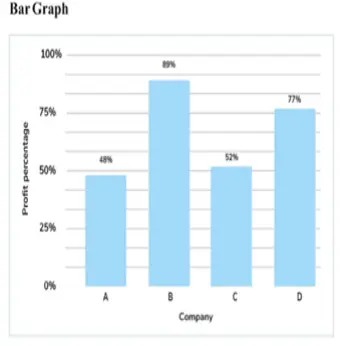 Bar Graph
100%
89%
77%
75%
52%
50%
48%
25%
0%
A B C D
Company
Profit percentage